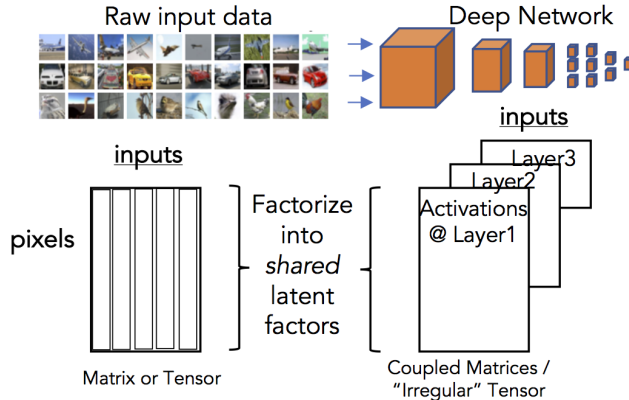 Raw input data
Deep Network
inputs
inputs
Layer3
Layer2
Activations
@ Layer1
pixels
Factorize
into
shared
latent
factors
Matrix or Tensor
Coupled Matrices /
“Irregular” Tensor